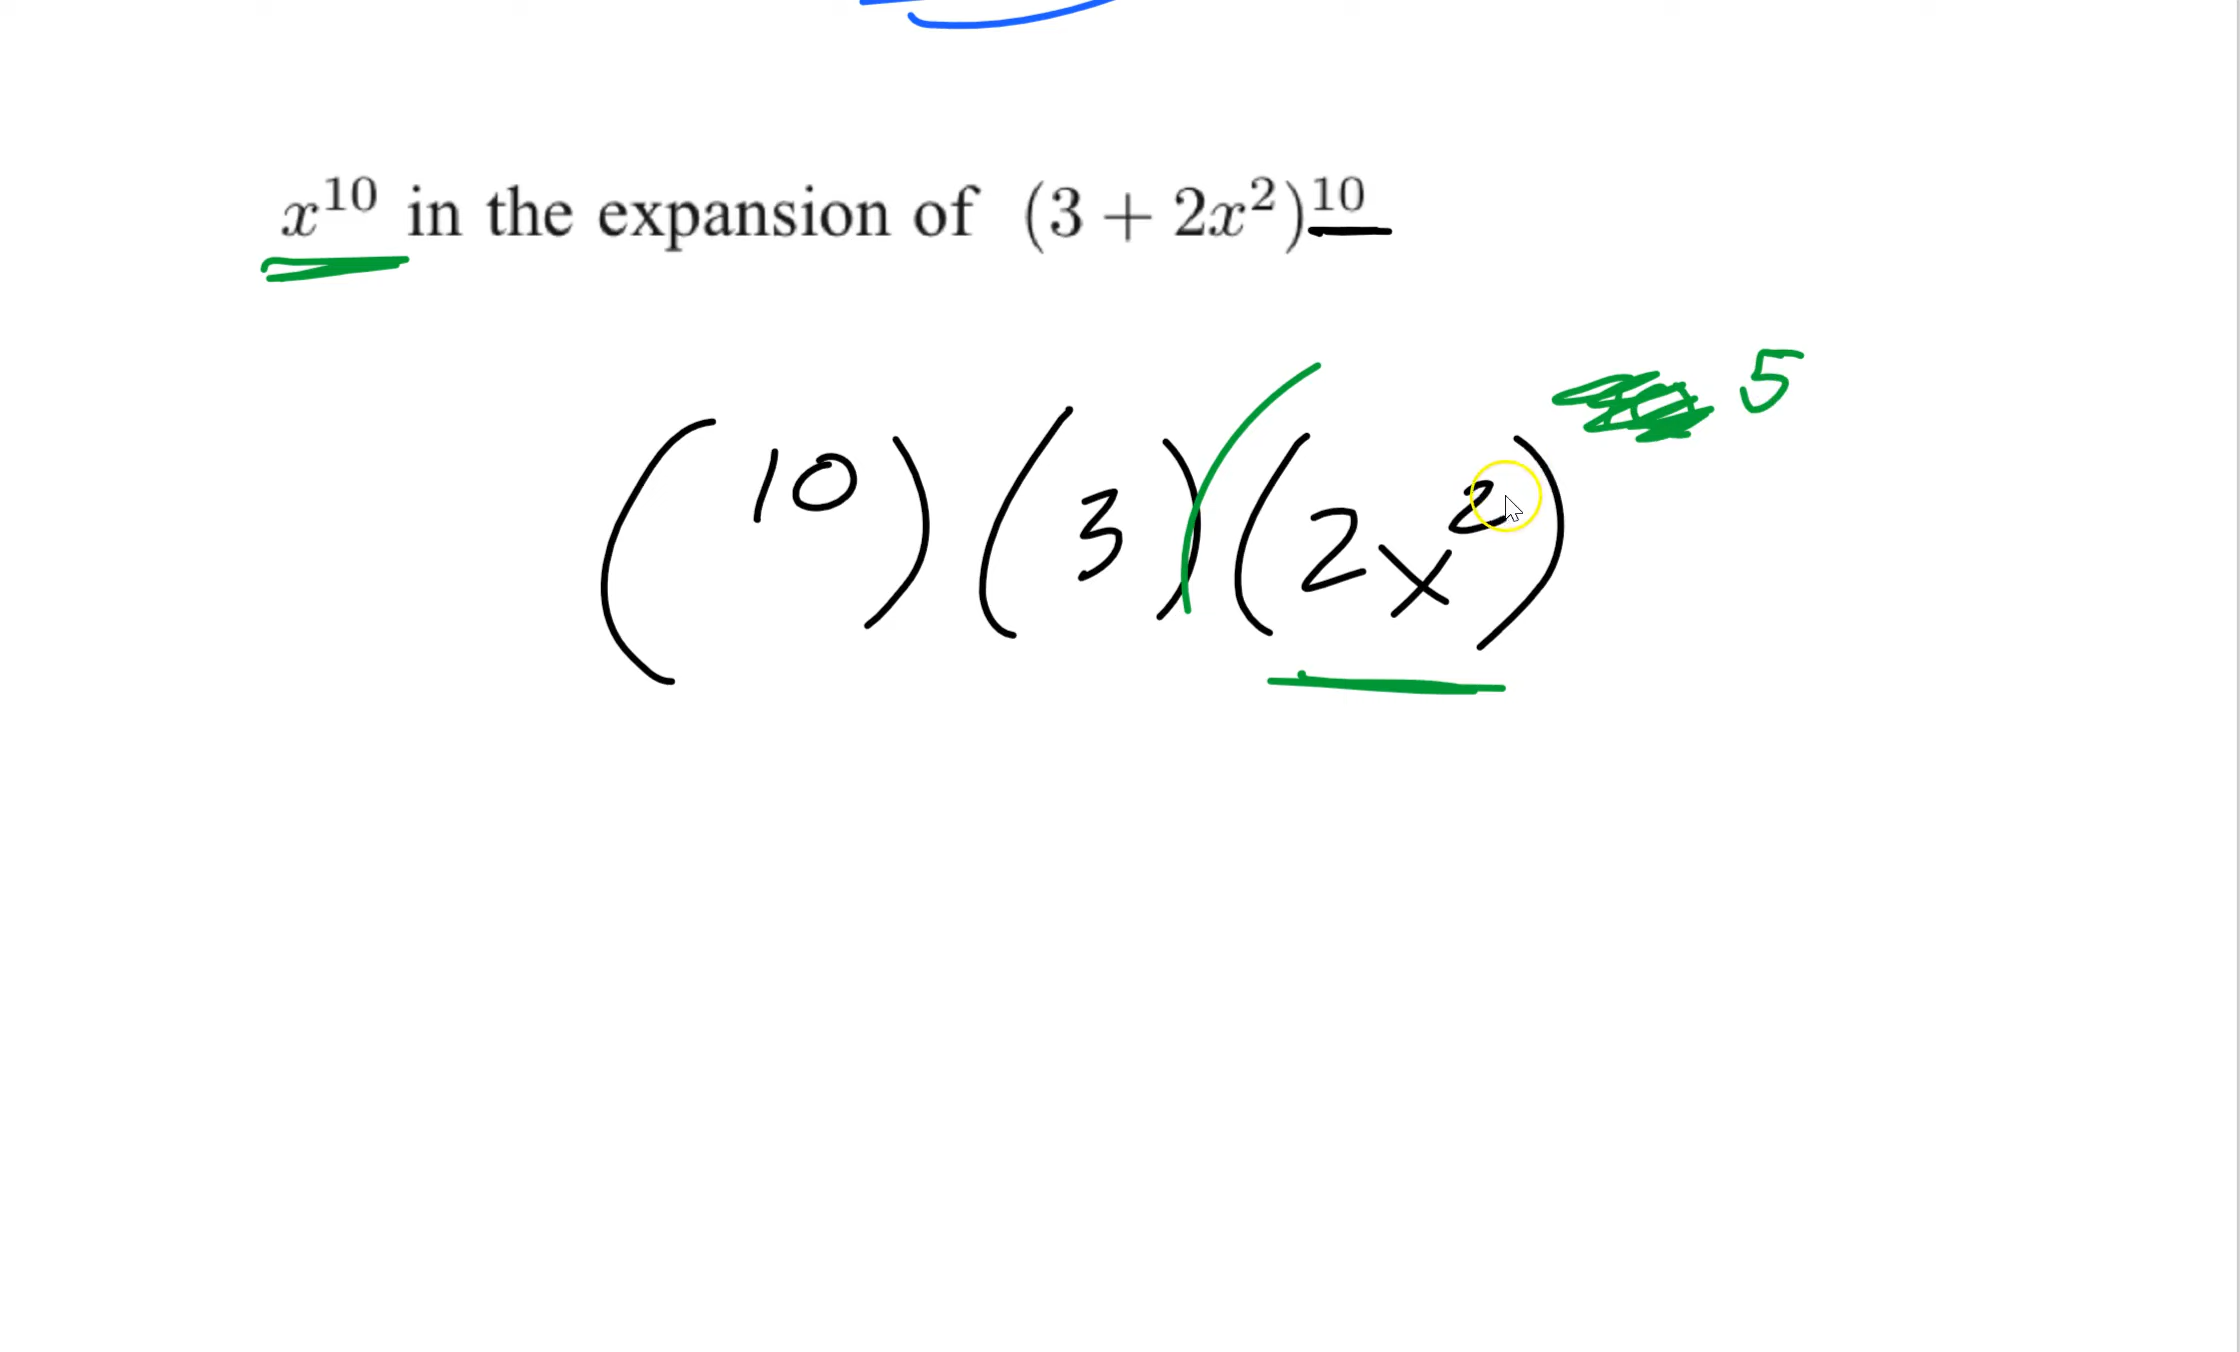 x^10 in the expansion of (3 + 2x^2)^10
5
(10)(3)(2x^2)